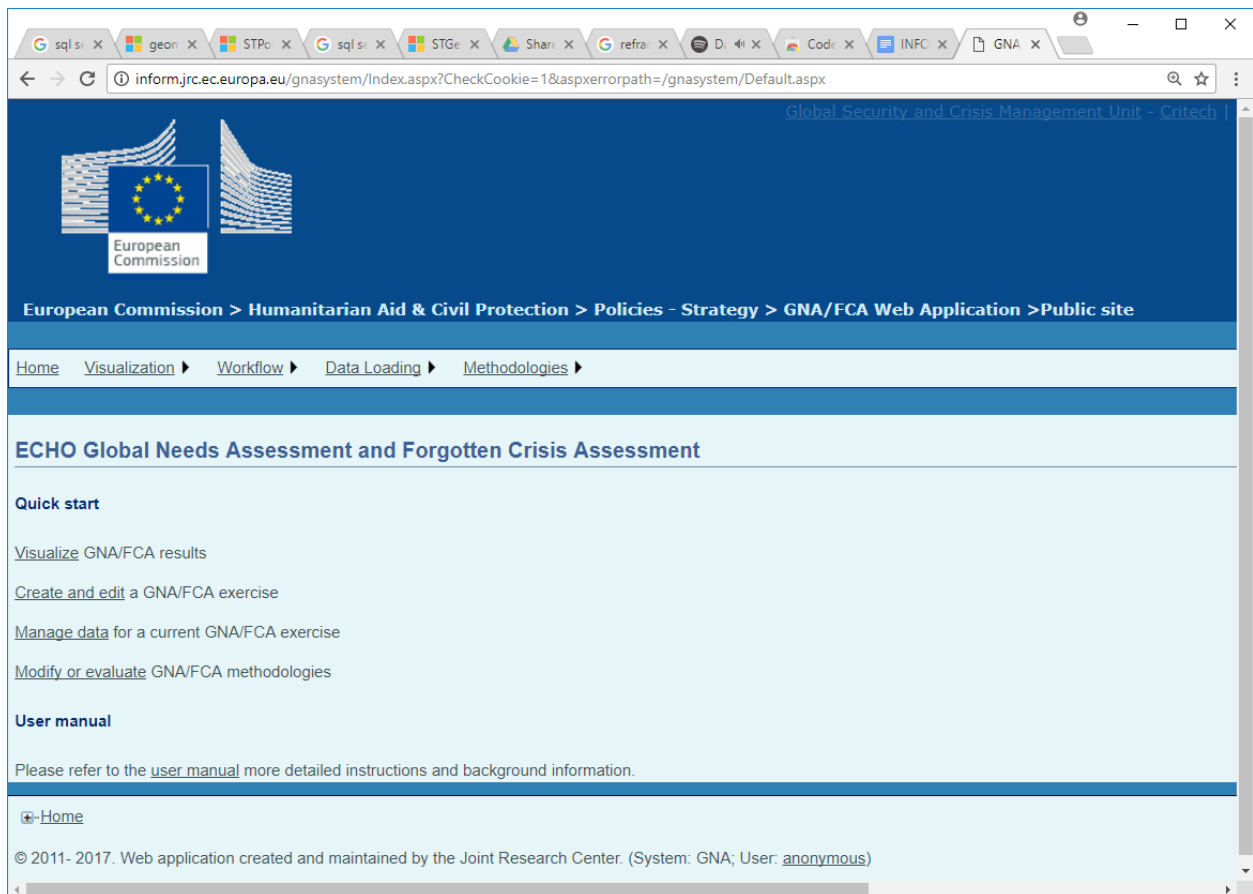 sql se
geon
STPo
sql se
STGe
Share
refrac
Da
Code
INFO
GNA
inform.jrc.ec.europa.eu/gnasystem/Index.aspx?CheckCookie=1&aspxerrorpath=/gnasystem/Default.aspx
Global Security and Crisis Management Unit - Critech |
European
Commission
European Commission > Humanitarian Aid & Civil Protection > Policies - Strategy > GNA/FCA Web Application >Public site
Home Visualization Workflow Data Loading Methodologies
ECHO Global Needs Assessment and Forgotten Crisis Assessment
Quick start
Visualize GNA/FCA results
Create and edit a GNA/FCA exercise
Manage data for a current GNA/FCA exercise
Modify or evaluate GNA/FCA methodologies
User manual
Please refer to the user manual more detailed instructions and background information.
Home
© 2011- 2017. Web application created and maintained by the Joint Research Center. (System: GNA; User: anonymous)